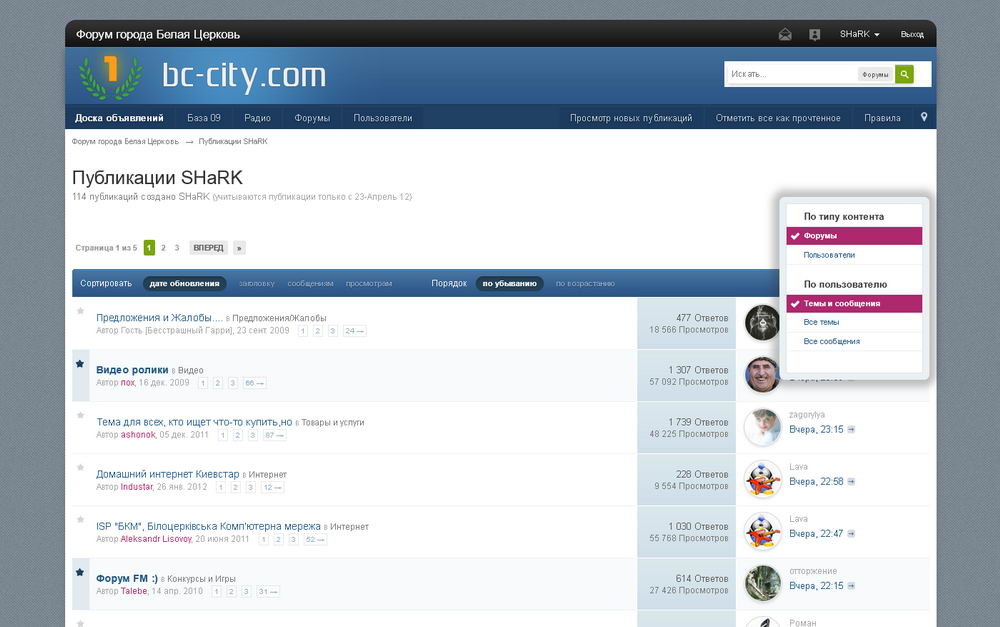 Форум города Белая Церковь
SHaRK
Выход
1
bc-city.com
Искать...
Форумы
Доска объявлений
База 09
Радио
Форумы
Пользователи
Просмотр новых публикаций
Отметить все как прочтенное
Правила
Форум города Белая Церковь → Публикации SHaRK
Публикации SHaRK
114 публикаций создано SHaRK (учитываются публикации только с 23-Апрель 12)
Страница 1 из 5 1 2 3 ВПЕРЕД »
Сортировать дате обновления заголовку сообщениям просмотрам Порядок по убыванию по возрастанию
По типу контента
Форумы
Пользователи
По пользователю
Темы и сообщения
Все темы
Все сообщения
Предложения и Жалобы.... в Предложения/Жалобы
Автор Гость [Бесстрашный Гарри], 23 сент 2009 1 2 3 24 →
477 Ответов
18 566 Просмотров
Видео ролики в Видео
Автор пох, 16 дек. 2009 1 2 3 66 →
1 307 Ответов
57 092 Просмотров
Тема для всех, кто ищет что-то купить,но в Товары и услуги
Автор ashonok, 05 дек. 2011 1 2 3 87 →
1 739 Ответов
48 225 Просмотров
zagorylya
Вчера, 23:15
Домашний интернет Киевстар в Интернет
Автор Industar, 26 янв. 2012 1 2 3 12 →
228 Ответов
9 554 Просмотров
Lava
Вчера, 22:58
ISP "БКМ", Білоцерківська Комп'ютерна мережа в Интернет
Автор Aleksandr Lisovoy, 20 июня 2011 1 2 3 52 →
1 030 Ответов
55 768 Просмотров
Lava
Вчера, 22:47
Форум FM :) в Конкурсы и Игры
Автор Talebe, 14 апр. 2010 1 2 3 31 →
614 Ответов
27 426 Просмотров
отторжение
Вчера, 22:15
Роман